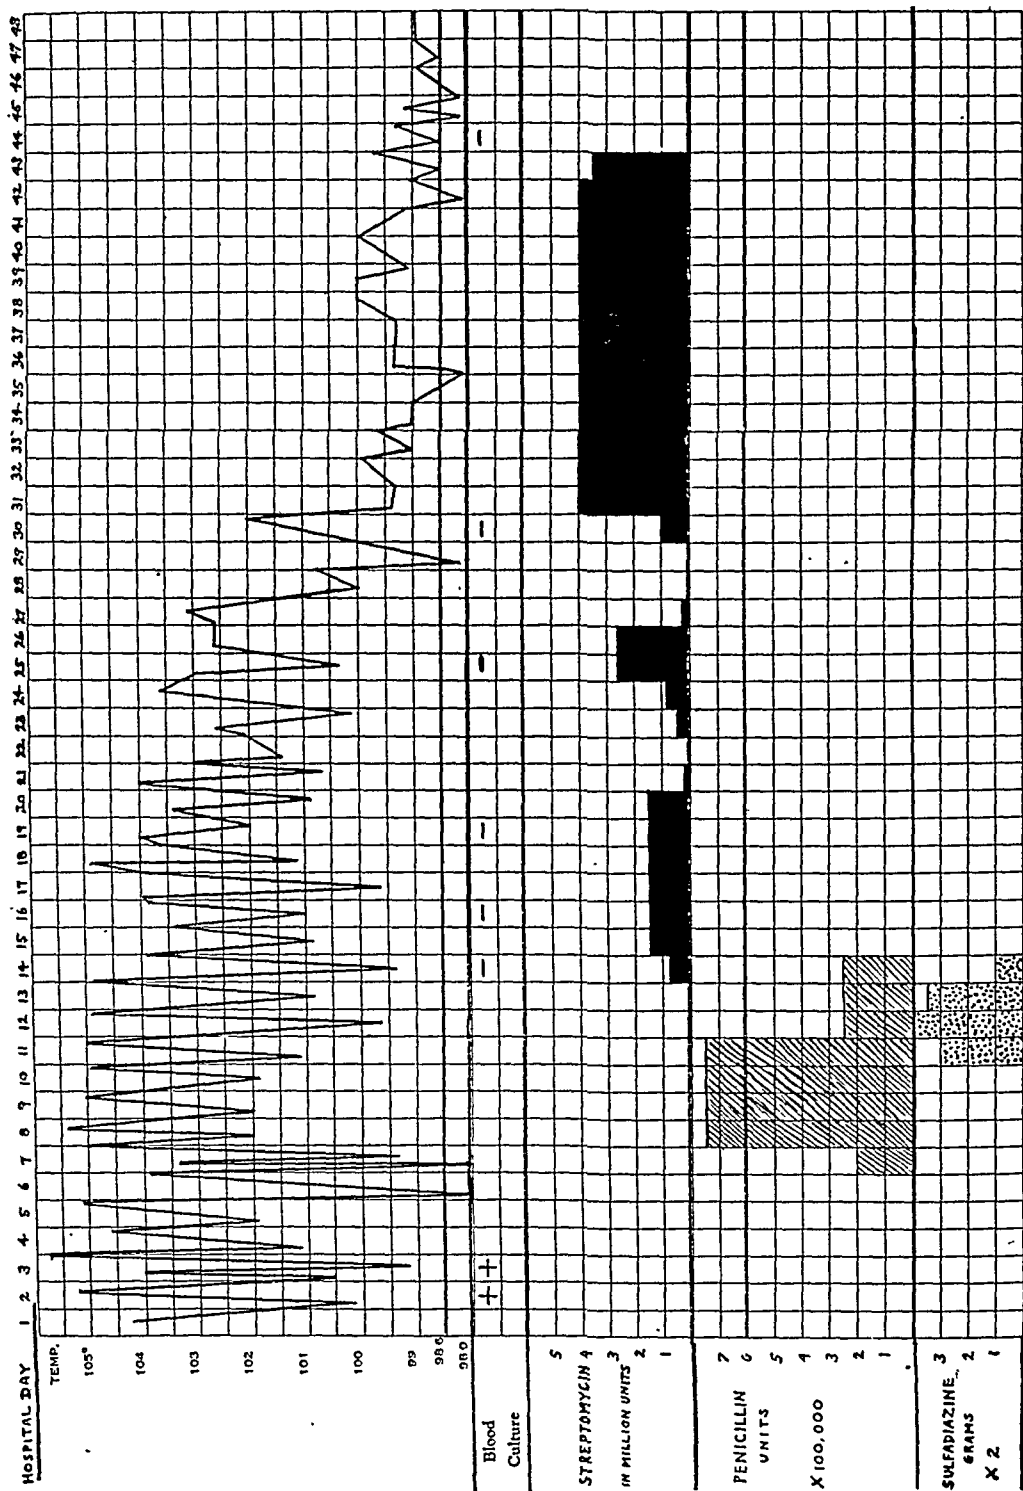 HOSPITAL DAY 1 2 3 4 5 6 7 8 9 10 11 12 13 14 15 16 17 18 19 20 21 22 23 24 25 26 27 28 29 30 31 32 33 34 35 36 37 38 39 40 41 42 43 44 45 46 47 48
TEMP.
105°
104
103
102
101
100
99
98.6
98.0
Blood
Culture
+ + - - - - - - -
STREPTOMYCIN
IN MILLION UNITS
5
4
3
2
1
PENICILLIN
UNITS
X 100,000
7
6
5
4
3
2
1
SULFADIAZINE
GRAMS
X 2
3
2
1